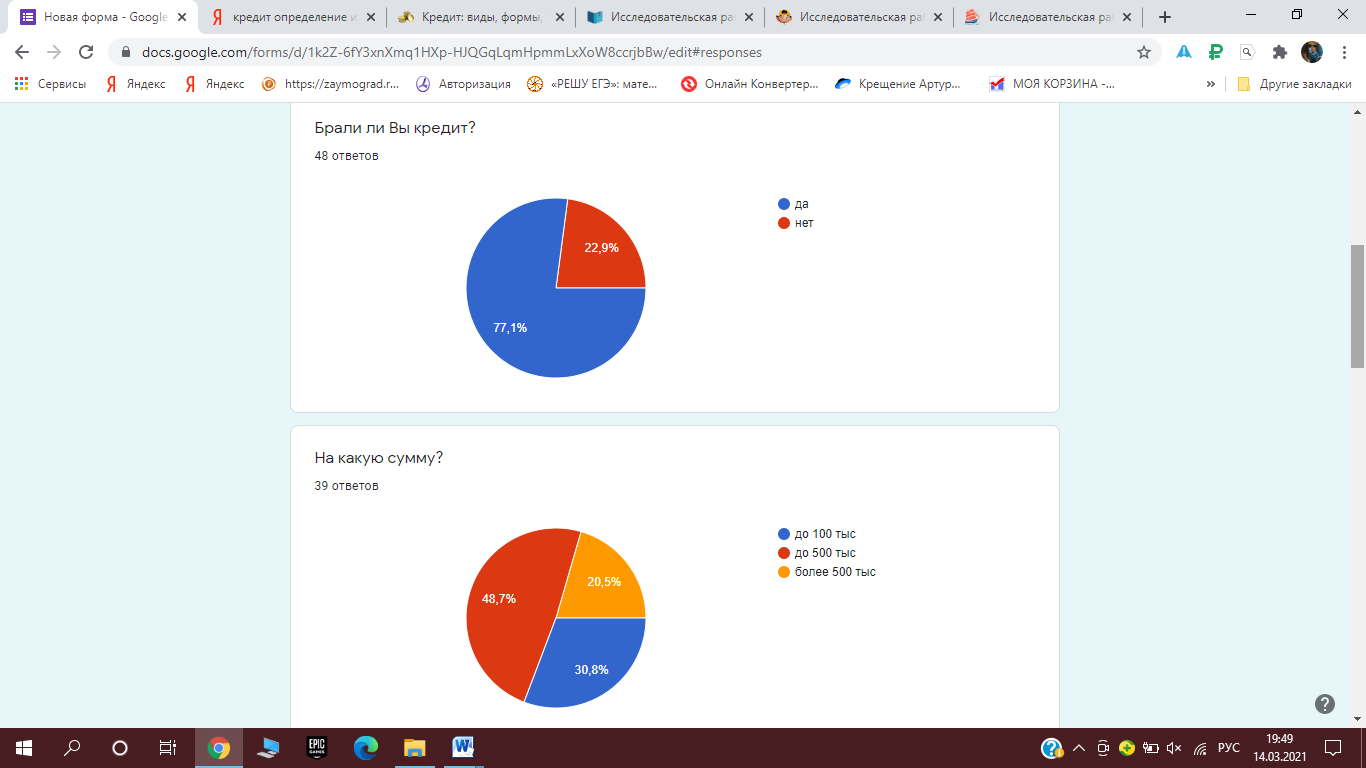 Новая форма - Google
кредит определение и
Кредит: виды, формы,
Исследовательская ра
Исследовательская ра
Исследовательская ра
docs.google.com/forms/d/1k2Z-6fY3xnXmq1HXp-HJQGqLqmHpmmLxXoW8ccrjbBw/edit#responses
Сервисы
Яндекс
Яндекс
https://zaymograd.r...
Авторизация
«РЕШУ ЕГЭ»: мате...
Онлайн Конвертер...
Крещение Артур...
МОЯ КОРЗИНА -...
»
Другие закладки
Брали ли Вы кредит?
48 ответов
да
нет
22,9%
77,1%
На какую сумму?
39 ответов
до 100 тыс
до 500 тыс
более 500 тыс
20,5%
48,7%
30,8%
EPIC GAMES
РУС
19:49
14.03.2021